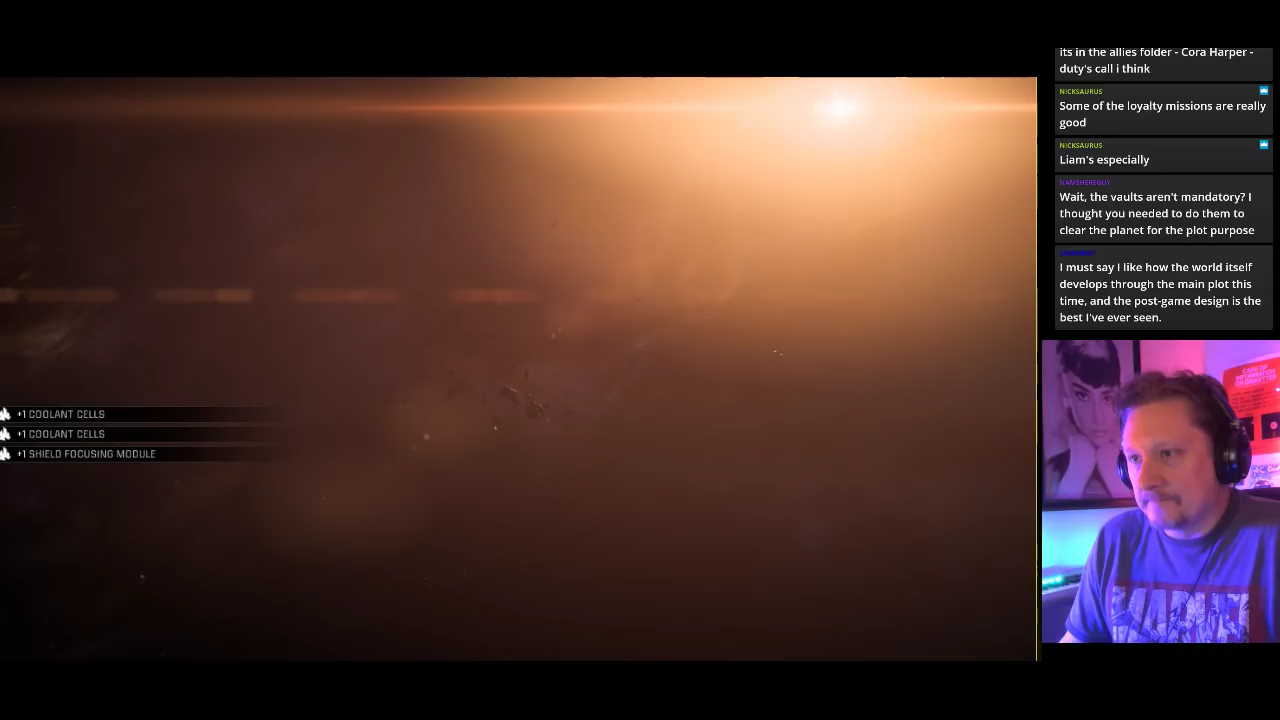 its in the allies folder - Cora Harper -
duty's call i think
NICKSAURUS
Some of the loyalty missions are really
good
NICKSAURUS
Liam's especially
NAMEHEREGUY
Wait, the vaults aren't mandatory? I
thought you needed to do them to
clear the planet for the plot purpose
I must say I like how the world itself
develops through the main plot this
time, and the post-game design is the
best I've ever seen.
+1 COOLANT CELLS
+1 COOLANT CELLS
+1 SHIELD FOCUSING MODULE
CARE OF
MARVEL